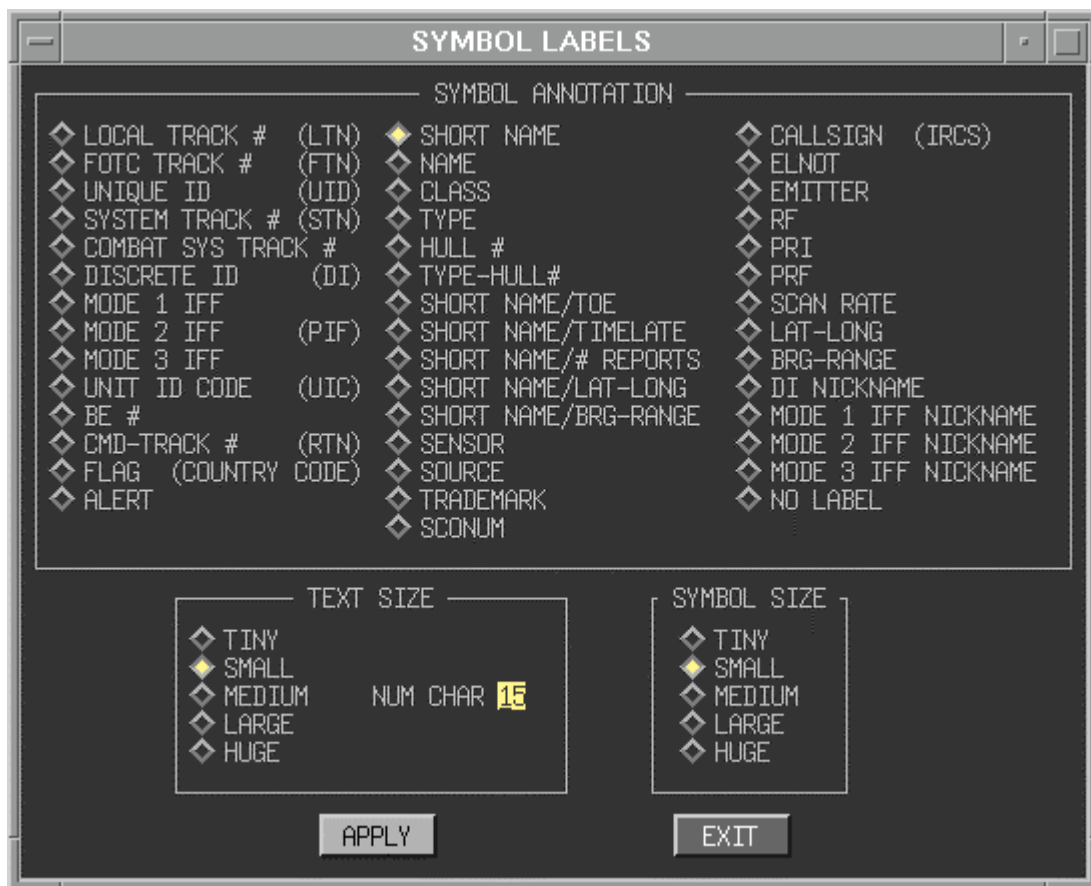 SYMBOL LABELS
SYMBOL ANNOTATION
LOCAL TRACK # (LTN)
FOTC TRACK # (FTN)
UNIQUE ID (UID)
SYSTEM TRACK # (STN)
COMBAT SYS TRACK #
DISCRETE ID (DI)
MODE 1 IFF
MODE 2 IFF (PIF)
MODE 3 IFF
UNIT ID CODE (UIC)
BE #
CMD-TRACK # (RTN)
FLAG (COUNTRY CODE)
ALERT
SHORT NAME
NAME
CLASS
TYPE
HULL #
TYPE-HULL#
SHORT NAME/TOE
SHORT NAME/TIMELATE
SHORT NAME/# REPORTS
SHORT NAME/LAT-LONG
SHORT NAME/BRG-RANGE
SENSOR
SOURCE
TRADEMARK
SCONUM
CALLSIGN (IRCS)
ELNOT
EMITTER
RF
PRI
PRF
SCAN RATE
LAT-LONG
BRG-RANGE
DI NICKNAME
MODE 1 IFF NICKNAME
MODE 2 IFF NICKNAME
MODE 3 IFF NICKNAME
NO LABEL
TEXT SIZE
TINY
SMALL
MEDIUM NUM CHAR 15
LARGE
HUGE
SYMBOL SIZE
TINY
SMALL
MEDIUM
LARGE
HUGE
APPLY
EXIT